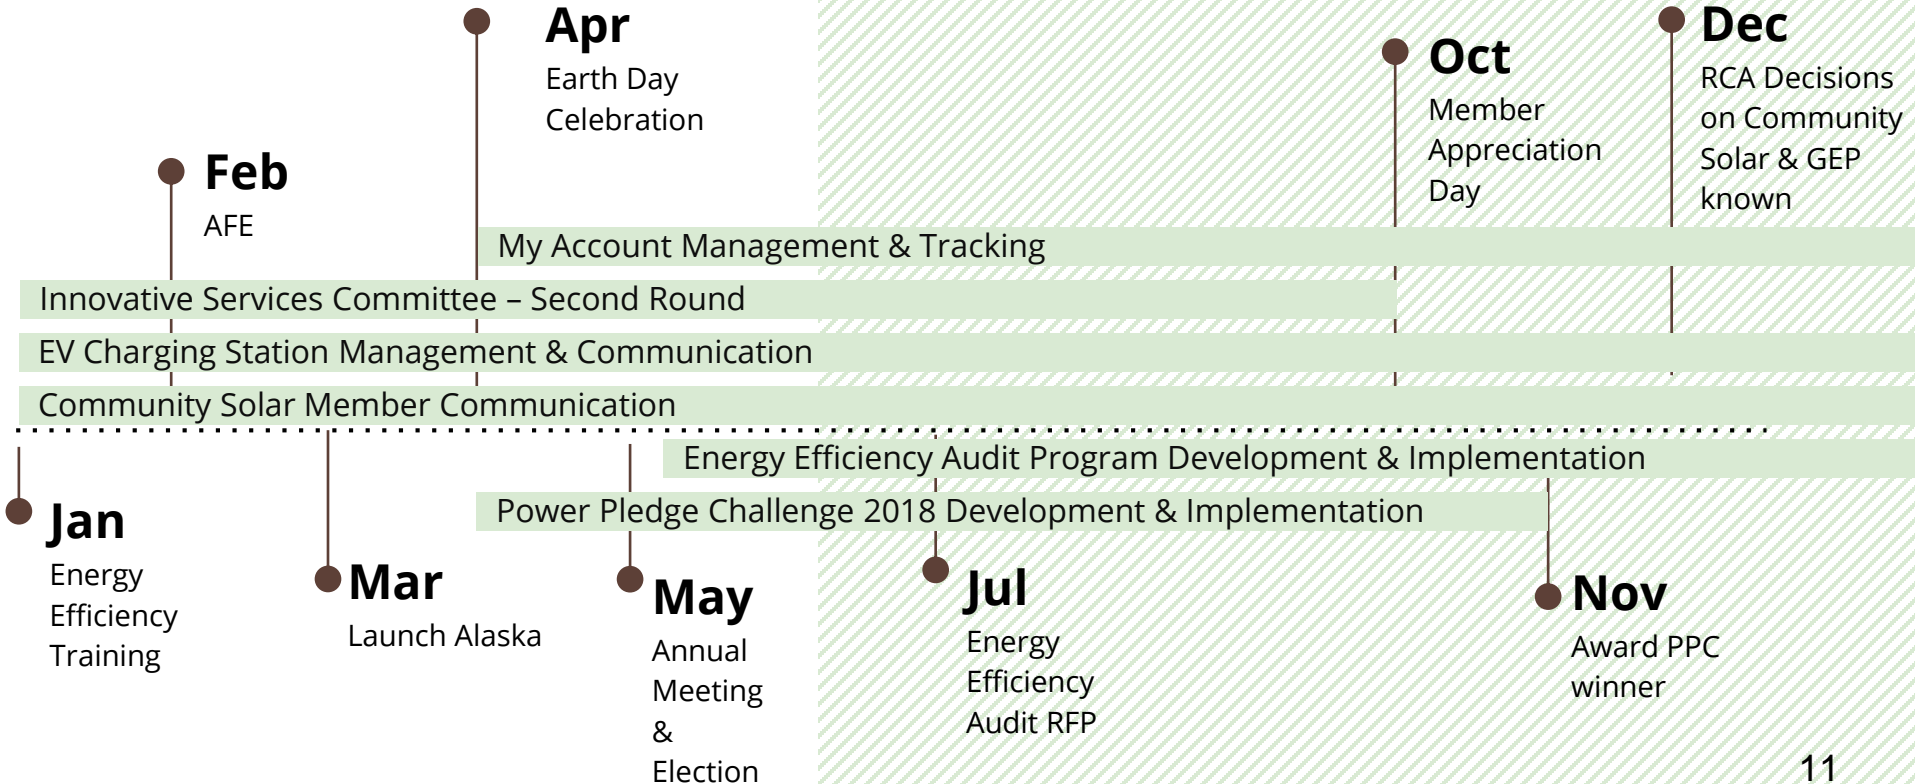 Apr
Earth Day
Celebration
Oct
Member
Appreciation
Day
Dec
RCA Decisions
on Community
Solar & GEP
known
Feb
AFE
My Account Management & Tracking
Innovative Services Committee – Second Round
EV Charging Station Management & Communication
Community Solar Member Communication
Energy Efficiency Audit Program Development & Implementation
Power Pledge Challenge 2018 Development & Implementation
Jan
Energy
Efficiency
Training
Mar
Launch Alaska
May
Annual
Meeting
&
Election
Jul
Energy
Efficiency
Audit RFP
Nov
Award PPC
winner
11